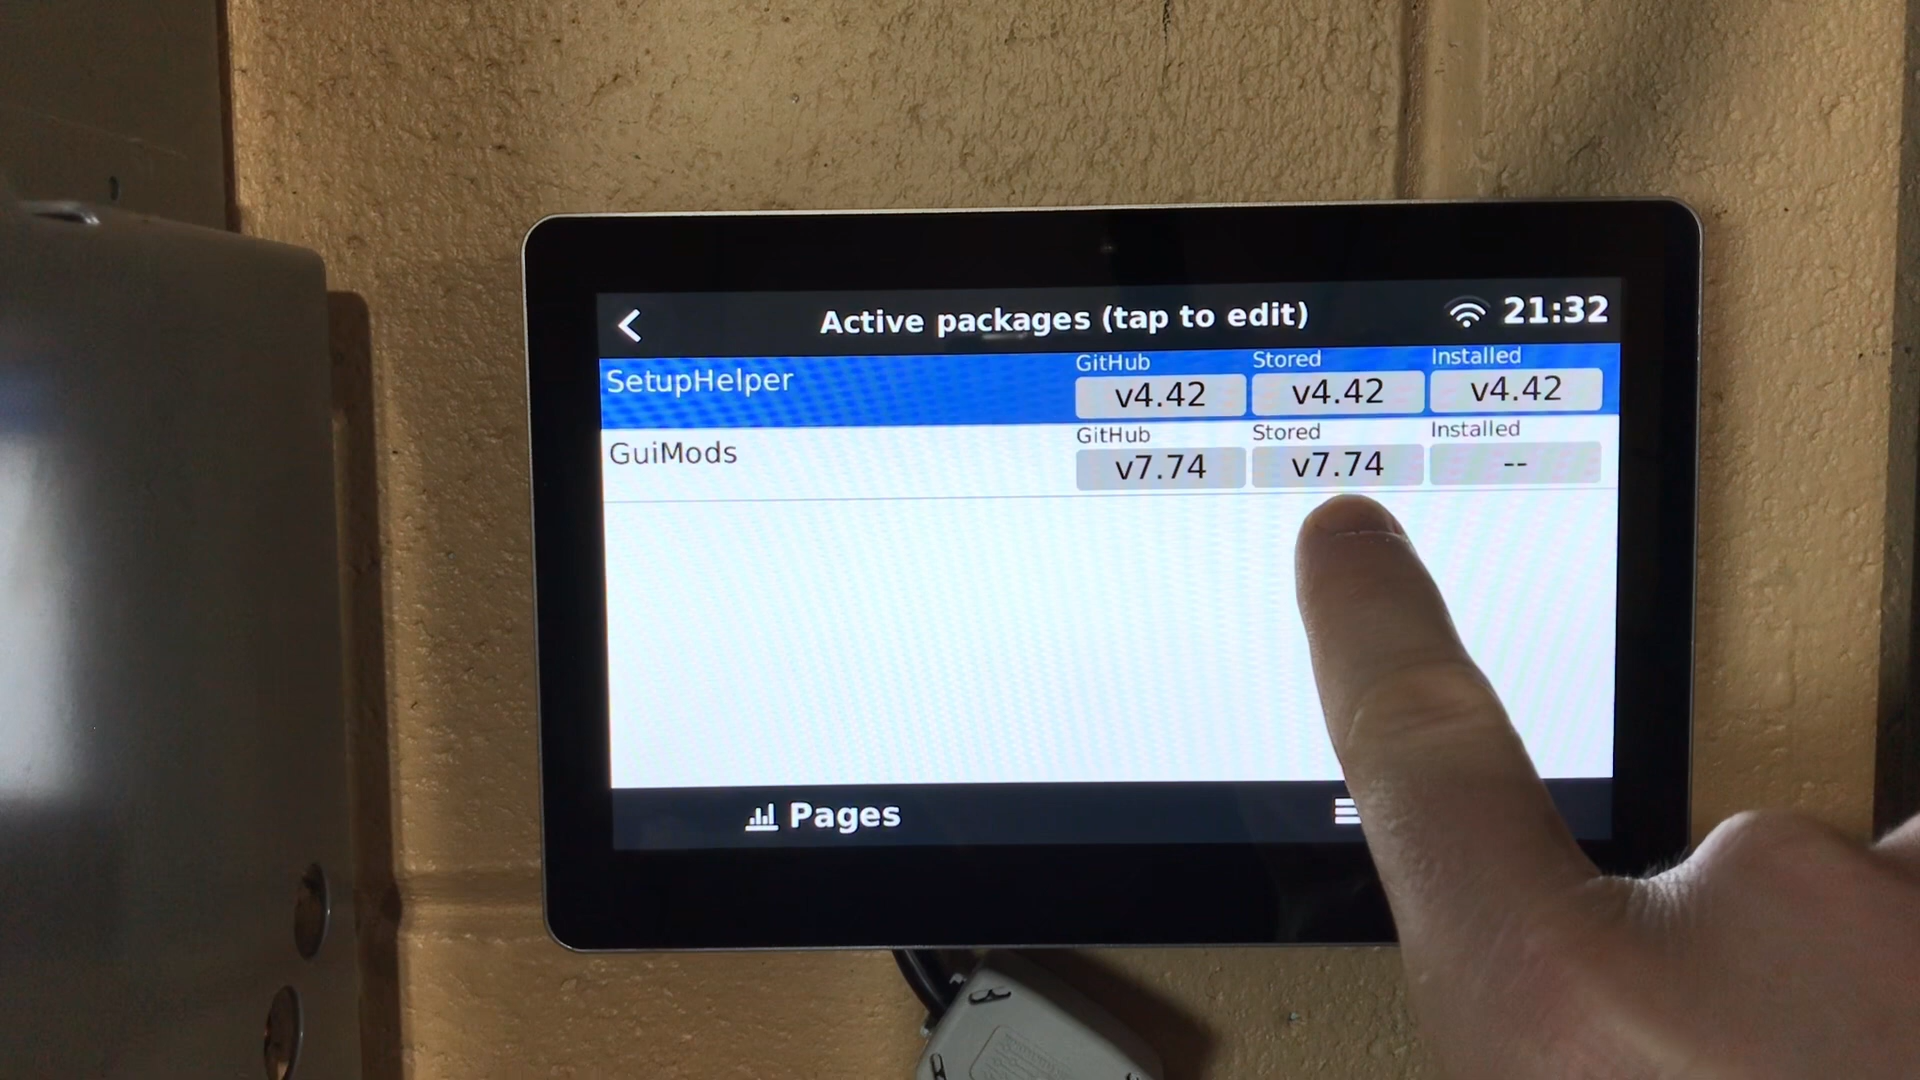 Active packages (tap to edit) 21:32
SetupHelper
GitHub Stored Installed
v4.42 v4.42 v4.42
GuiMods
GitHub Stored Installed
v7.74 v7.74 --
Pages